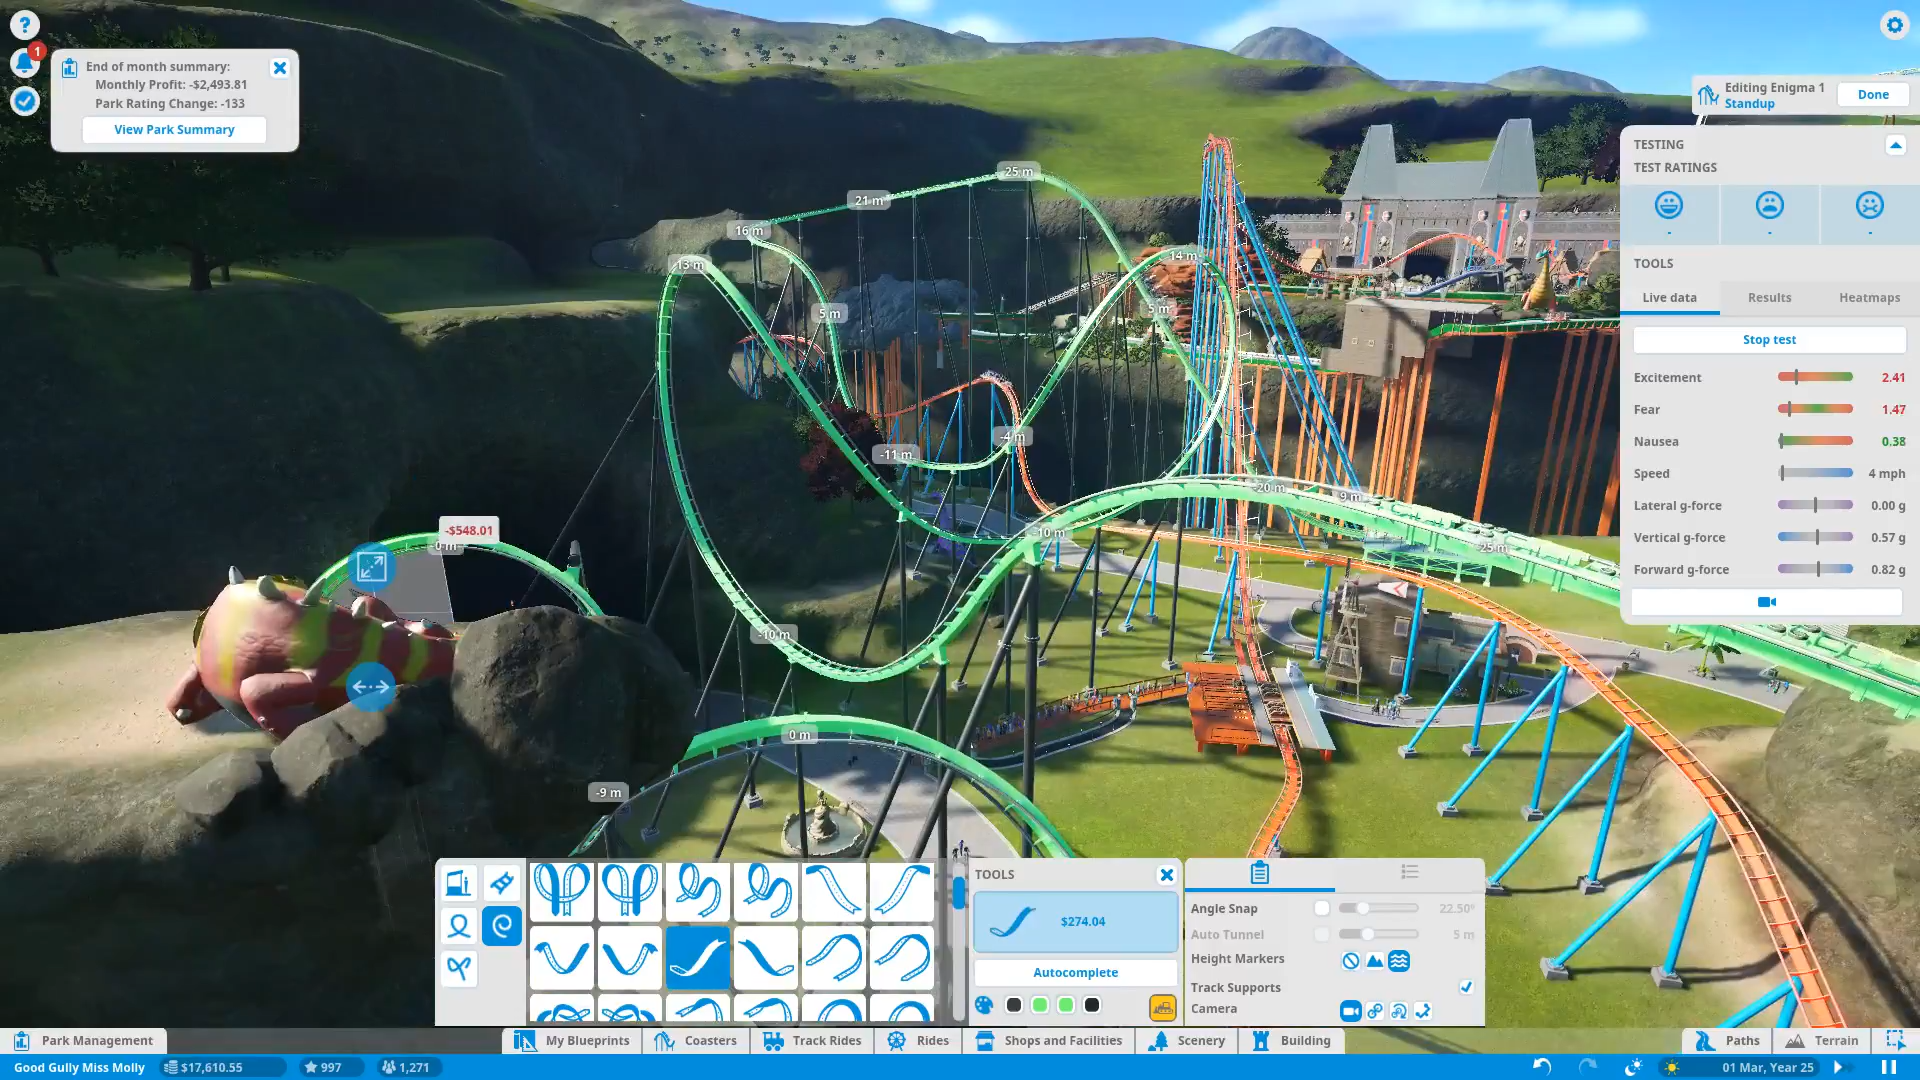 ?
1
End of month summary:
Monthly Profit: -$2,493.81
Park Rating Change: -133
View Park Summary
Editing Enigma 1
Standup
Done
TESTING
TEST RATINGS
-
-
-
TOOLS
Live data
Results
Heatmaps
Stop test
Excitement
2.41
Fear
1.47
Nausea
0.38
Speed
4 mph
Lateral g-force
0.00 g
Vertical g-force
0.57 g
Forward g-force
0.82 g
25 m
21 m
16 m
13 m
14 m
5 m
5 m
-4 m
-11 m
-20 m
9 m
-10 m
-25 m
-$548.01
0 m
-10 m
0 m
-9 m
TOOLS
$274.04
Autocomplete
Angle Snap
22.50°
Auto Tunnel
5 m
Height Markers
Track Supports
Camera
Park Management
My Blueprints
Coasters
Track Rides
Rides
Shops and Facilities
Scenery
Building
Paths
Terrain
Good Gully Miss Molly
$17,610.55
997
1,271
01 Mar, Year 25